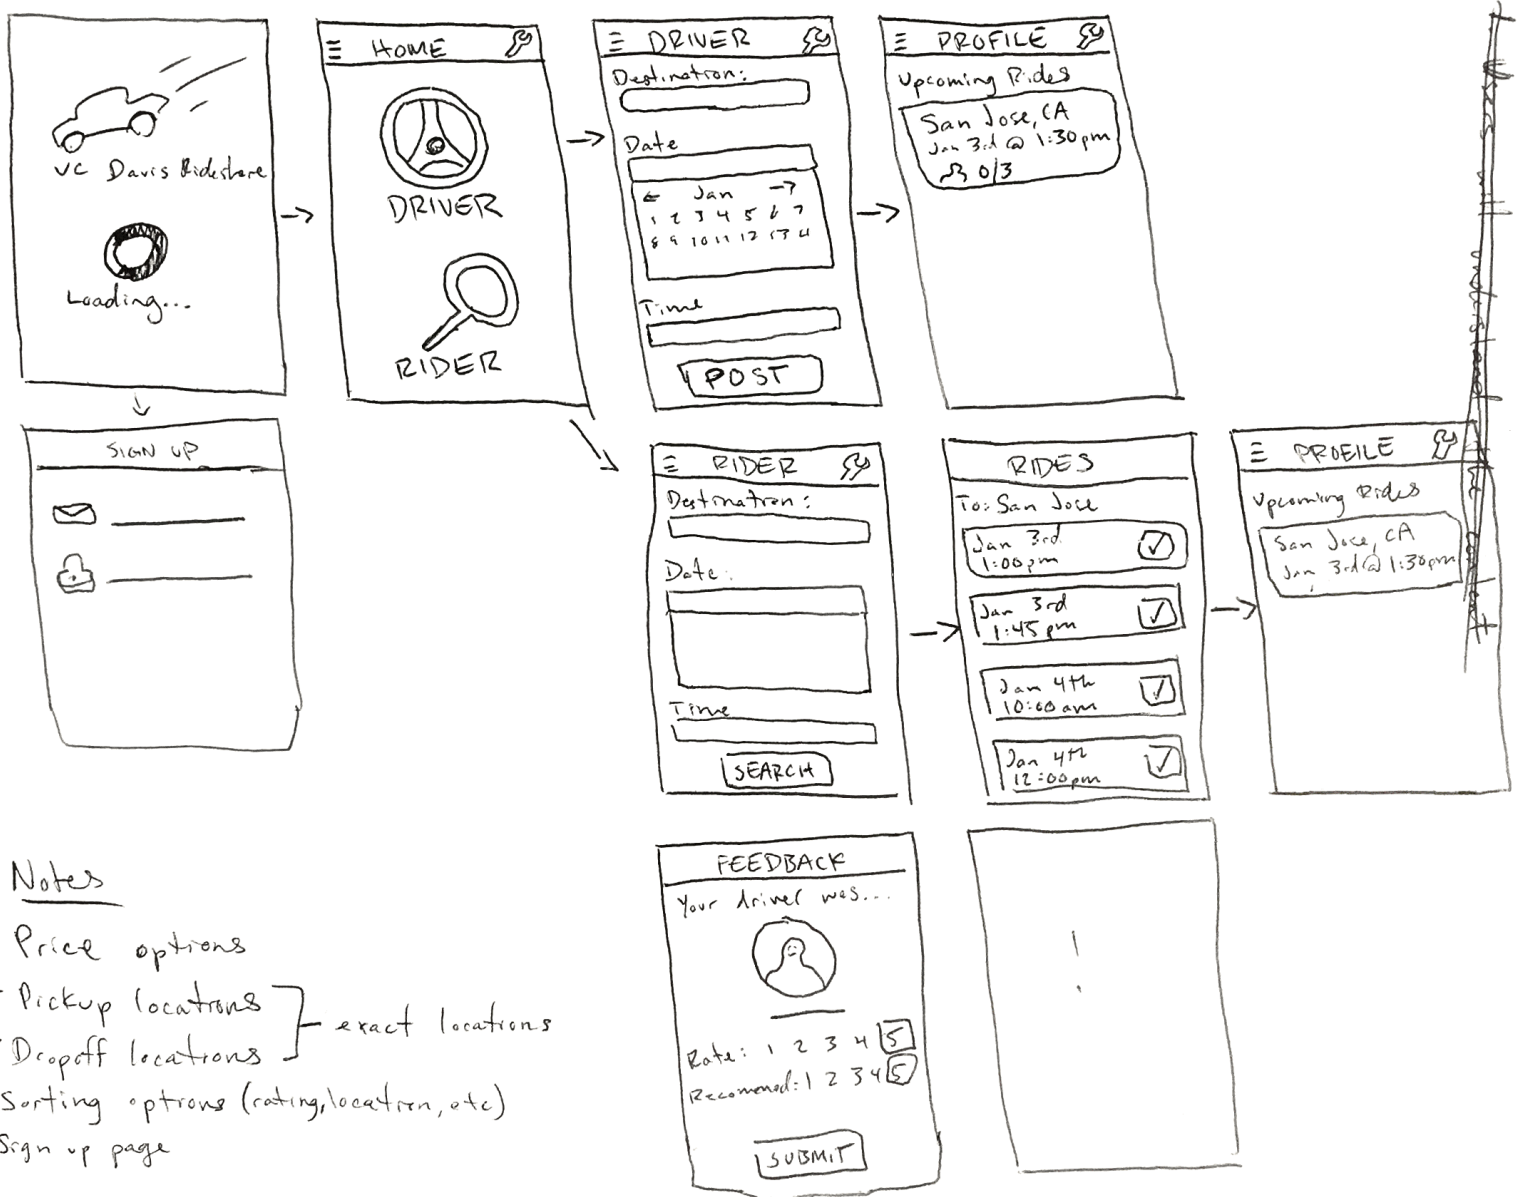 UC Davis Rideshare
Loading...
HOME
DRIVER
RIDER
DRIVER
Destination:
Date
Jan
1 2 3 4 5 6 7
8 9 10 11 12 13 14
Time
POST
PROFILE
Upcoming Rides
San Jose, CA
Jan 3rd @ 1:30pm
0/3
Users will understand the concept
SIGN UP
RIDER
Destination:
Date:
Time
SEARCH
RIDES
To: San Jose
Jan 3rd
1:00pm
Jan 3rd
1:45pm
Jan 4th
10:00am
Jan 4th
12:00pm
PROFILE
Upcoming Rides
San Jose, CA
Jan 3rd @ 1:30pm
FEEDBACK
Your driver was...
Rate: 1 2 3 4 5
Recommend: 1 2 3 4 5
SUBMIT
Notes
Price options
Pickup locations
Dropoff locations
exact locations
Sorting options (rating, location, etc)
Sign up page